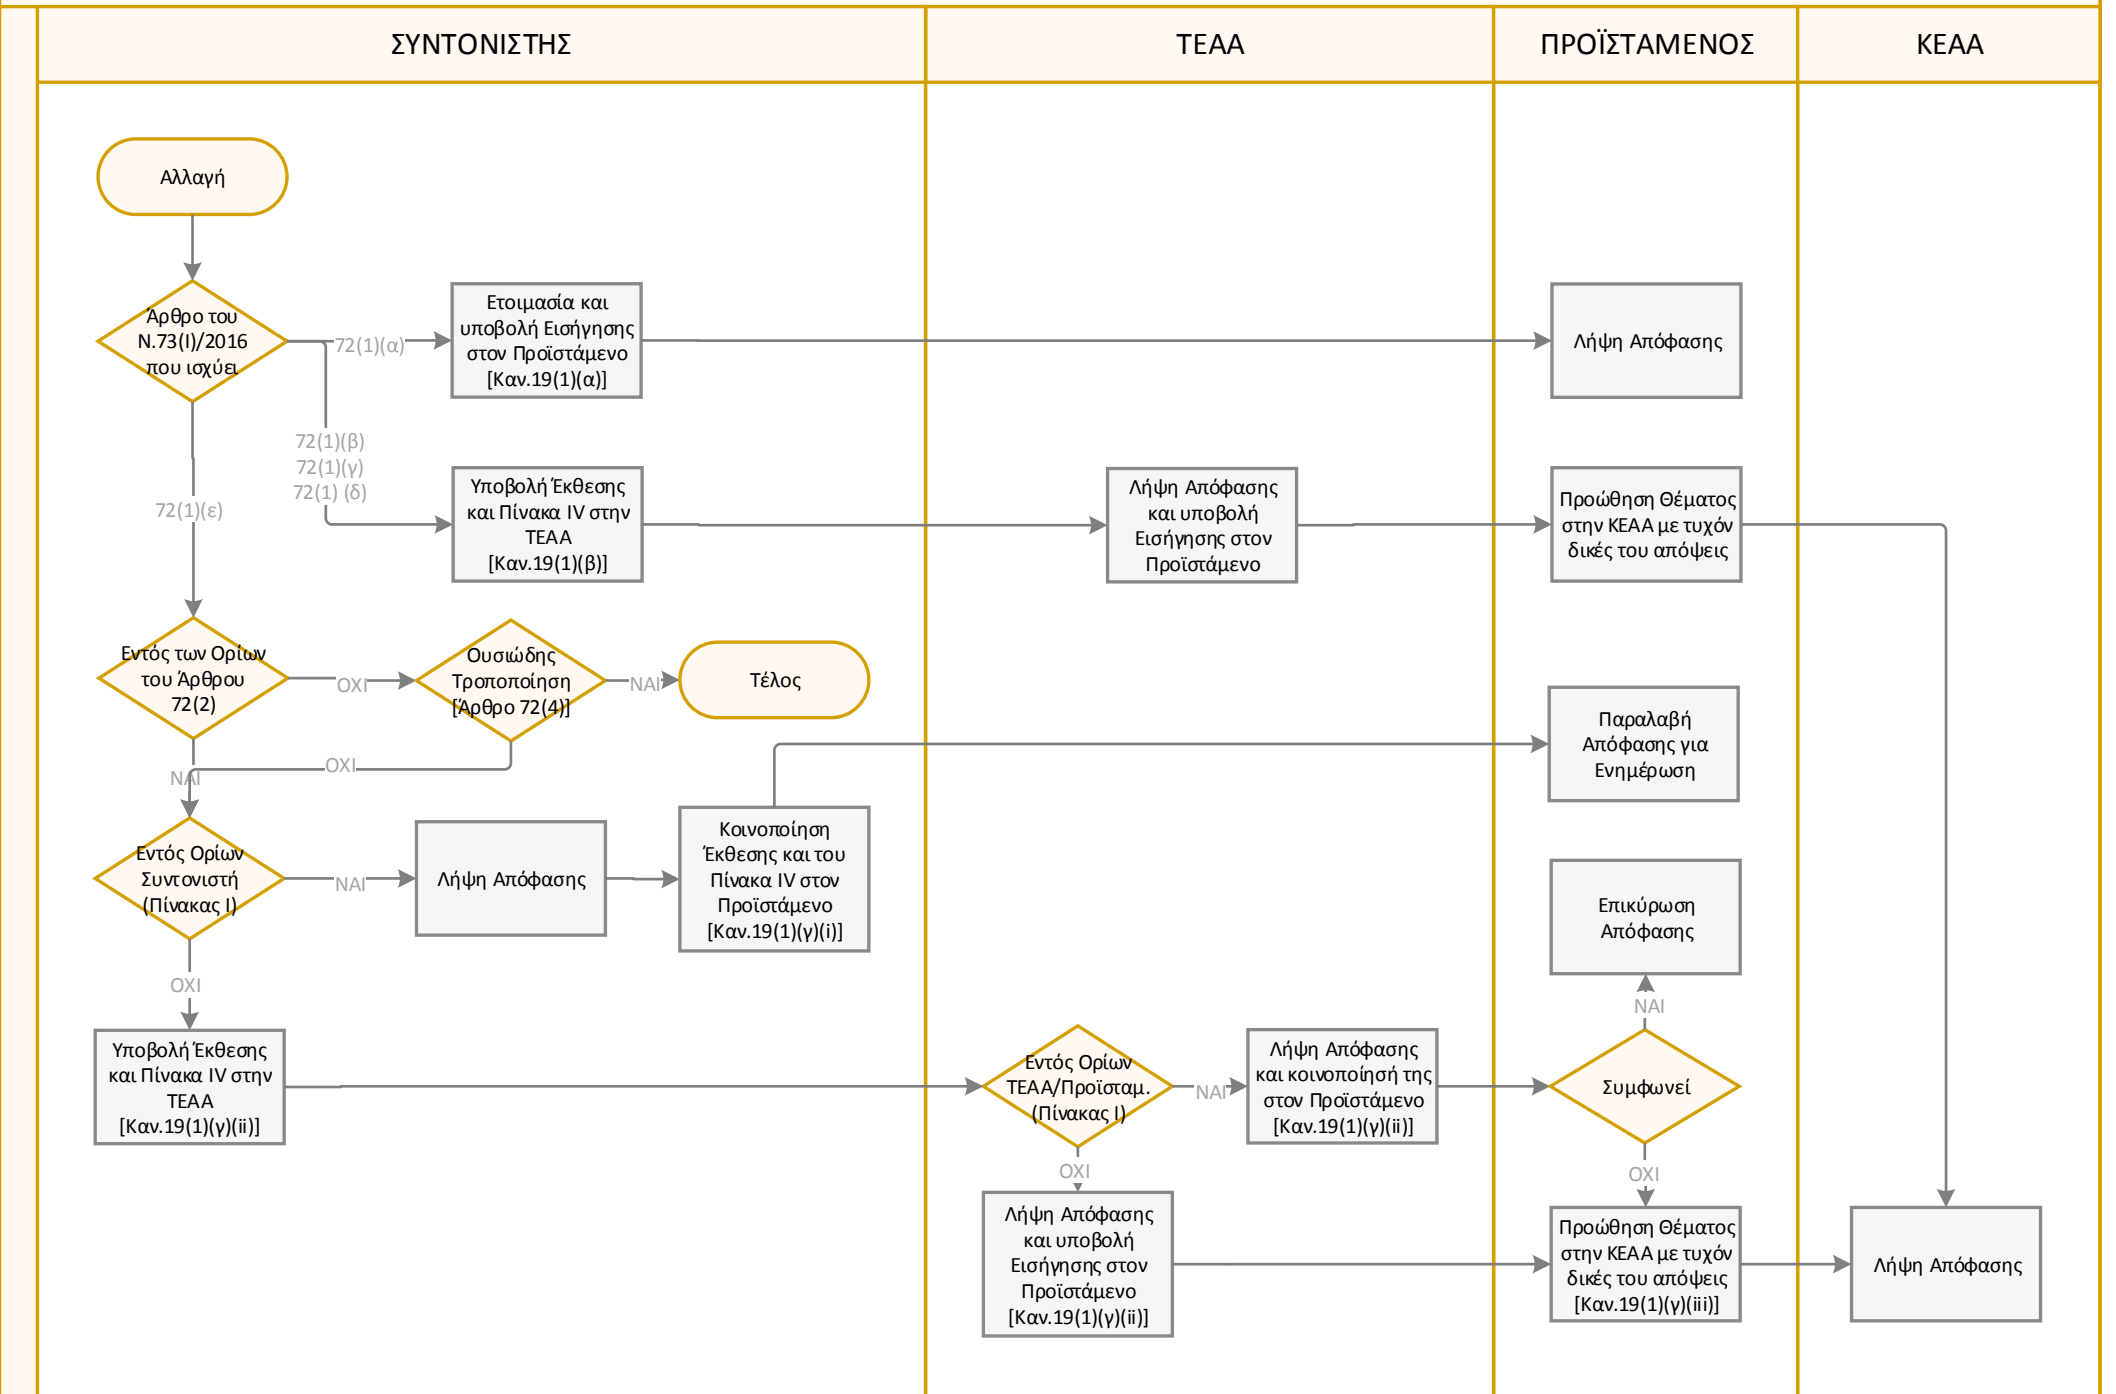 ΣΥΝΤΟΝΙΣΤΗΣ
ΤΕΑΑ
ΠΡΟΪΣΤΑΜΕΝΟΣ
ΚΕΑΑ
Αλλαγή
Άρθρο του
Ν.73(Ι)/2016
που ισχύει
72(1)(α)
Ετοιμασία και
υποβολή Εισήγησης
στον Προϊστάμενο
[Καν.19(1)(α)]
Λήψη Απόφασης
72(1)(β)
72(1)(γ)
72(1) (δ)
72(1)(ε)
Υποβολή Έκθεσης
και Πίνακα IV στην
ΤΕΑΑ
[Καν.19(1)(β)]
Λήψη Απόφασης
και υποβολή
Εισήγησης στον
Προϊστάμενο
Προώθηση Θέματος
στην ΚΕΑΑ με τυχόν
δικές του απόψεις
Εντός των Ορίων
του Άρθρου
72(2)
ΟΧΙ
Ουσιώδης
Τροποποίηση
[Άρθρο 72(4)]
ΝΑΙ
Τέλος
Παραλαβή
Απόφασης για
Ενημέρωση
ΝΑΙ
ΟΧΙ
Εντός Ορίων
Συντονιστή
(Πίνακας Ι)
ΝΑΙ
Λήψη Απόφασης
Κοινοποίηση
Έκθεσης και του
Πίνακα IV στον
Προϊστάμενο
[Καν.19(1)(γ)(i)]
Επικύρωση
Απόφασης
ΟΧΙ
ΝΑΙ
Υποβολή Έκθεσης
και Πίνακα IV στην
ΤΕΑΑ
[Καν.19(1)(γ)(ii)]
Εντός Ορίων
ΤΕΑΑ/Προϊσταμ.
(Πίνακας Ι)
ΝΑΙ
Λήψη Απόφασης
και κοινοποίησή της
στον Προϊστάμενο
[Καν.19(1)(γ)(ii)]
Συμφωνεί
ΟΧΙ
ΟΧΙ
Λήψη Απόφασης
και υποβολή
Εισήγησης στον
Προϊστάμενο
[Καν.19(1)(γ)(ii)]
Προώθηση Θέματος
στην ΚΕΑΑ με τυχόν
δικές του απόψεις
[Καν.19(1)(γ)(iii)]
Λήψη Απόφασης